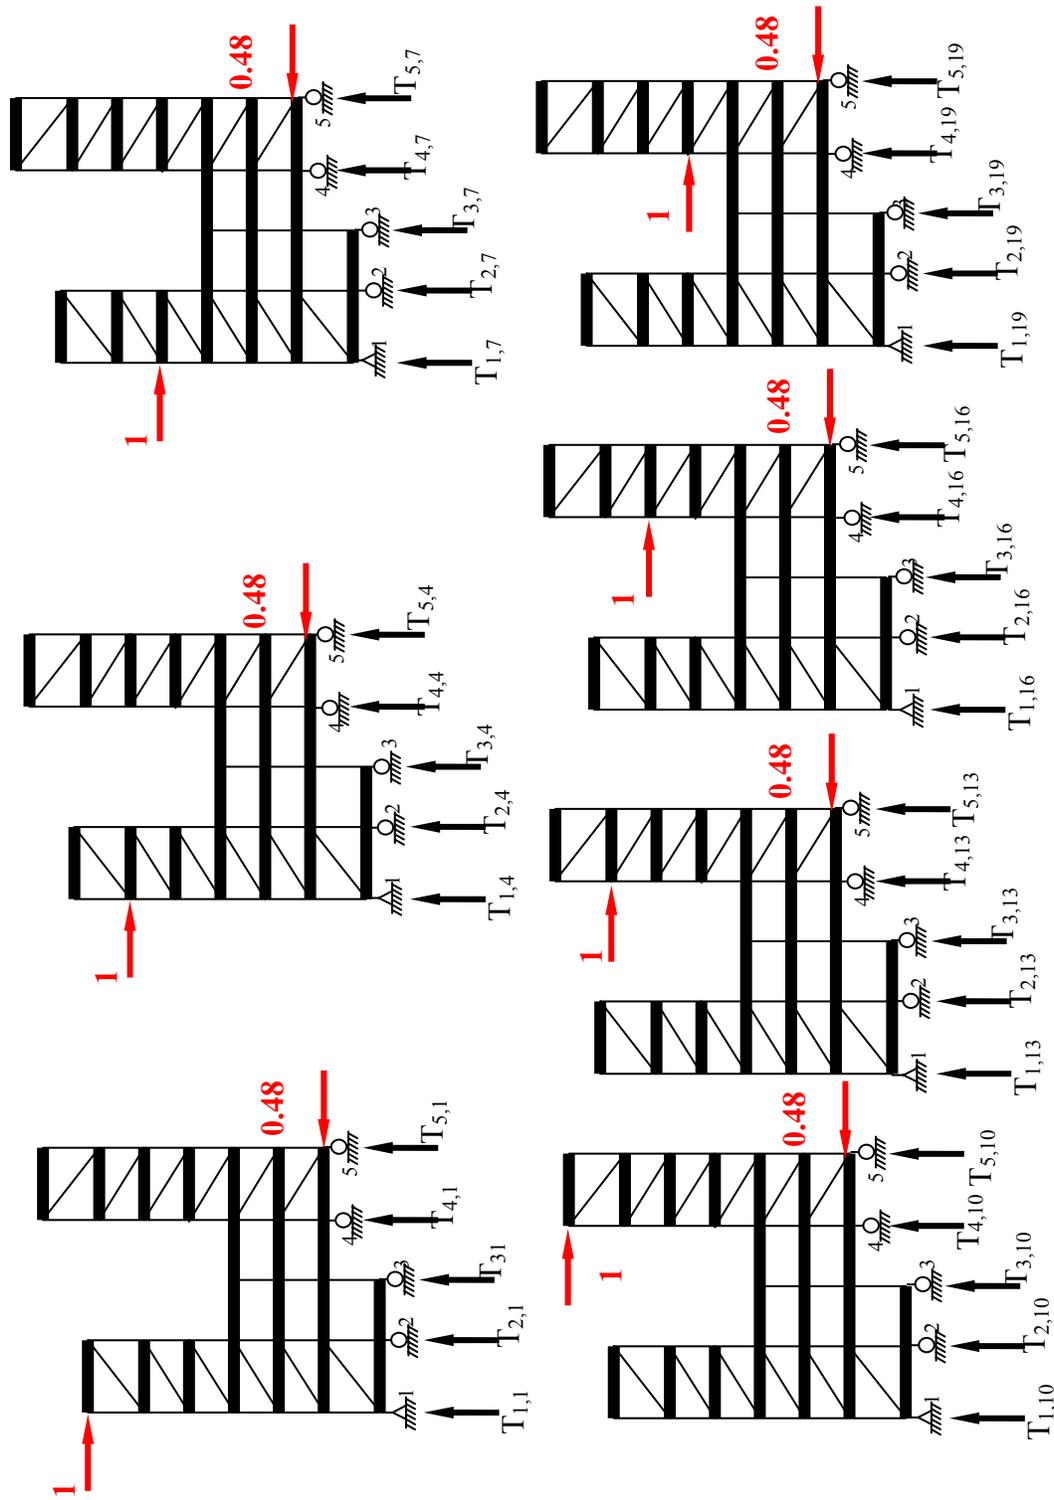 1
0.48
1 2 3 4 5
T1,1 T2,1 T31 T4,1 T5,1
1
0.48
1 2 3 4 5
T1,4 T2,4 T3,4 T4,4 T5,4
1
0.48
1 2 3 4 5
T1,7 T2,7 T3,7 T4,7 T5,7
1
0.48
1 2 3 4 5
T1,10 T2,10 T3,10 T4,10 T5,10
1
0.48
1 2 3 4 5
T1,13 T2,13 T3,13 T4,13 T5,13
1
0.48
1 2 3 4 5
T1,16 T2,16 T3,16 T4,16 T5,16
1
0.48
1 2 3 4 5
T1,19 T2,19 T3,19 T4,19 T5,19